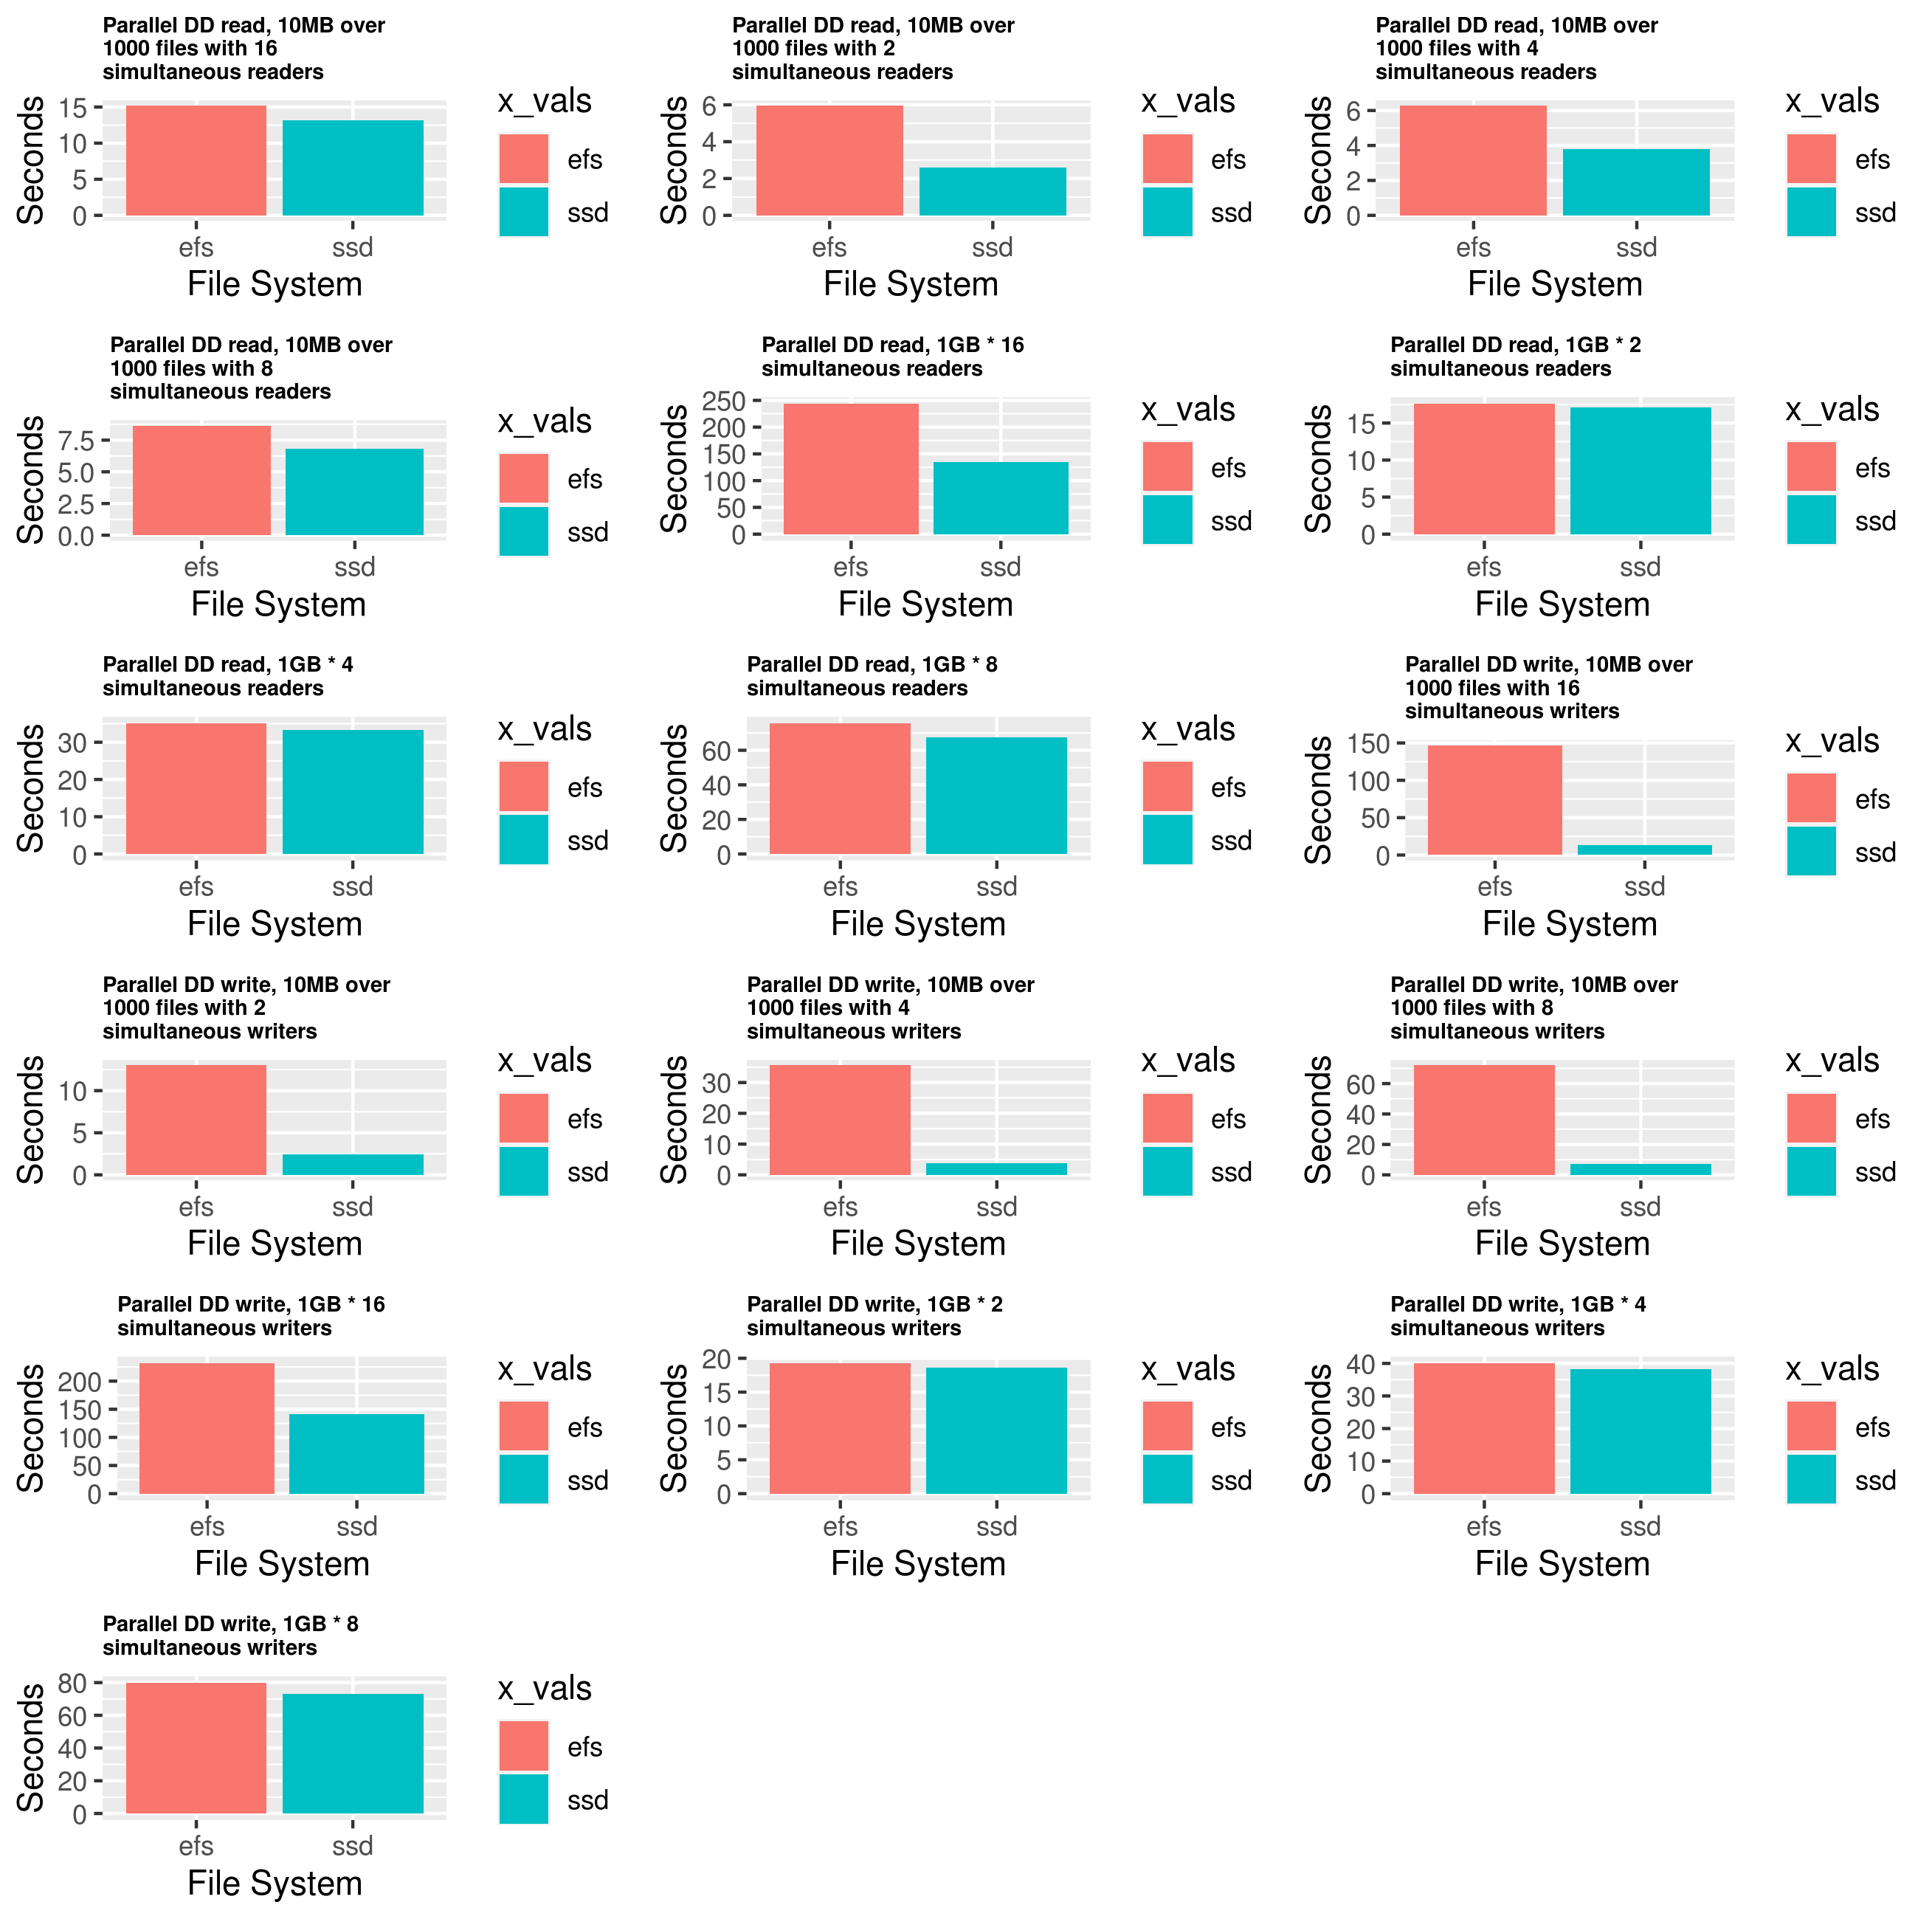 Parallel DD read, 10MB over
1000 files with 16
simultaneous readers
Seconds
15
10
5
0
efs
ssd
File System
x_vals
efs
ssd
Parallel DD read, 10MB over
1000 files with 2
simultaneous readers
Seconds
6
4
2
0
efs
ssd
File System
x_vals
efs
ssd
Parallel DD read, 10MB over
1000 files with 4
simultaneous readers
Seconds
6
4
2
0
efs
ssd
File System
x_vals
efs
ssd
Parallel DD read, 10MB over
1000 files with 8
simultaneous readers
Seconds
7.5
5.0
2.5
0.0
efs
ssd
File System
x_vals
efs
ssd
Parallel DD read, 1GB * 16
simultaneous readers
Seconds
250
200
150
100
50
0
efs
ssd
File System
x_vals
efs
ssd
Parallel DD read, 1GB * 2
simultaneous readers
Seconds
15
10
5
0
efs
ssd
File System
x_vals
efs
ssd
Parallel DD read, 1GB * 4
simultaneous readers
Seconds
30
20
10
0
efs
ssd
File System
x_vals
efs
ssd
Parallel DD read, 1GB * 8
simultaneous readers
Seconds
60
40
20
0
efs
ssd
File System
x_vals
efs
ssd
Parallel DD write, 10MB over
1000 files with 16
simultaneous writers
Seconds
150
100
50
0
efs
ssd
File System
x_vals
efs
ssd
Parallel DD write, 10MB over
1000 files with 2
simultaneous writers
Seconds
10
5
0
efs
ssd
File System
x_vals
efs
ssd
Parallel DD write, 10MB over
1000 files with 4
simultaneous writers
Seconds
30
20
10
0
efs
ssd
File System
x_vals
efs
ssd
Parallel DD write, 10MB over
1000 files with 8
simultaneous writers
Seconds
60
40
20
0
efs
ssd
File System
x_vals
efs
ssd
Parallel DD write, 1GB * 16
simultaneous writers
Seconds
200
150
100
50
0
efs
ssd
File System
x_vals
efs
ssd
Parallel DD write, 1GB * 2
simultaneous writers
Seconds
20
15
10
5
0
efs
ssd
File System
x_vals
efs
ssd
Parallel DD write, 1GB * 4
simultaneous writers
Seconds
40
30
20
10
0
efs
ssd
File System
x_vals
efs
ssd
Parallel DD write, 1GB * 8
simultaneous writers
Seconds
80
60
40
20
0
efs
ssd
File System
x_vals
efs
ssd